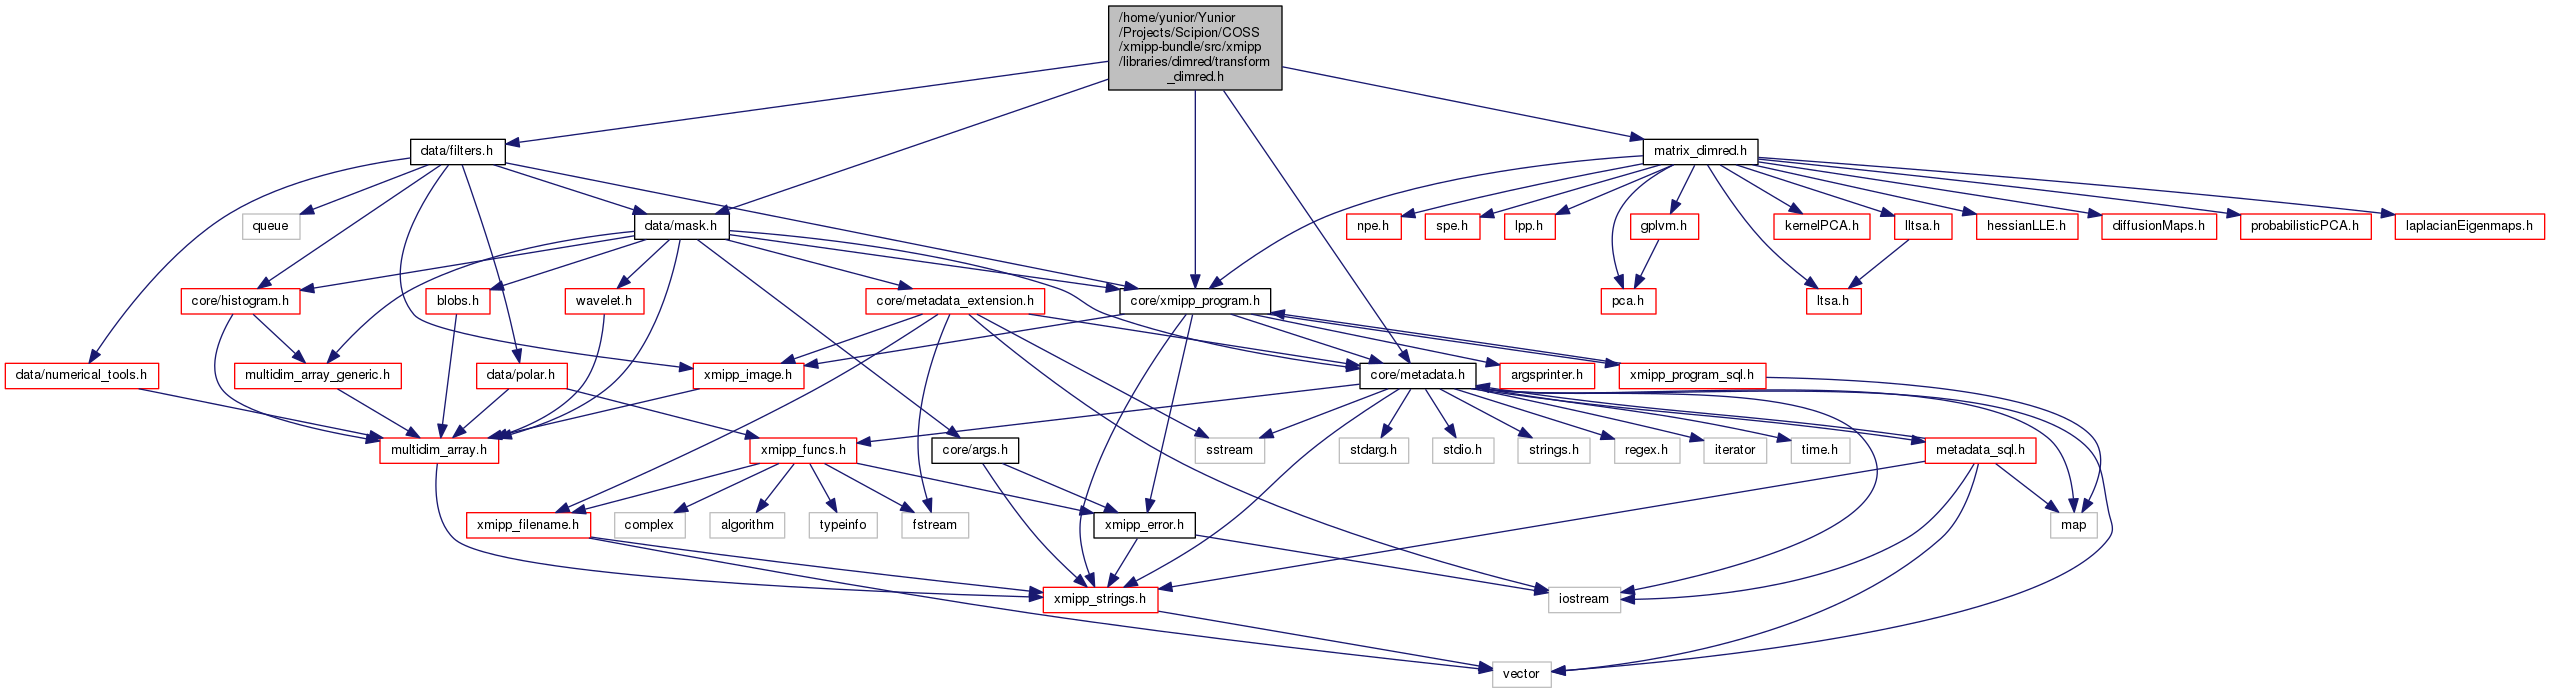 /home/yunior/Yunior
/Projects/Scipion/COSS
/xmipp-bundle/src/xmipp
/libraries/dimred/transform
_dimred.h
data/filters.h
matrix_dimred.h
queue
data/mask.h
npe.h
spe.h
lpp.h
gplvm.h
kernelPCA.h
lltsa.h
hessianLLE.h
diffusionMaps.h
probabilisticPCA.h
laplacianEigenmaps.h
core/histogram.h
blobs.h
wavelet.h
core/metadata_extension.h
core/xmipp_program.h
pca.h
ltsa.h
data/numerical_tools.h
multidim_array_generic.h
data/polar.h
xmipp_image.h
core/metadata.h
argsprinter.h
xmipp_program_sql.h
multidim_array.h
xmipp_funcs.h
core/args.h
sstream
stdarg.h
stdio.h
strings.h
regex.h
iterator
time.h
metadata_sql.h
xmipp_filename.h
complex
algorithm
typeinfo
fstream
xmipp_error.h
map
xmipp_strings.h
iostream
vector